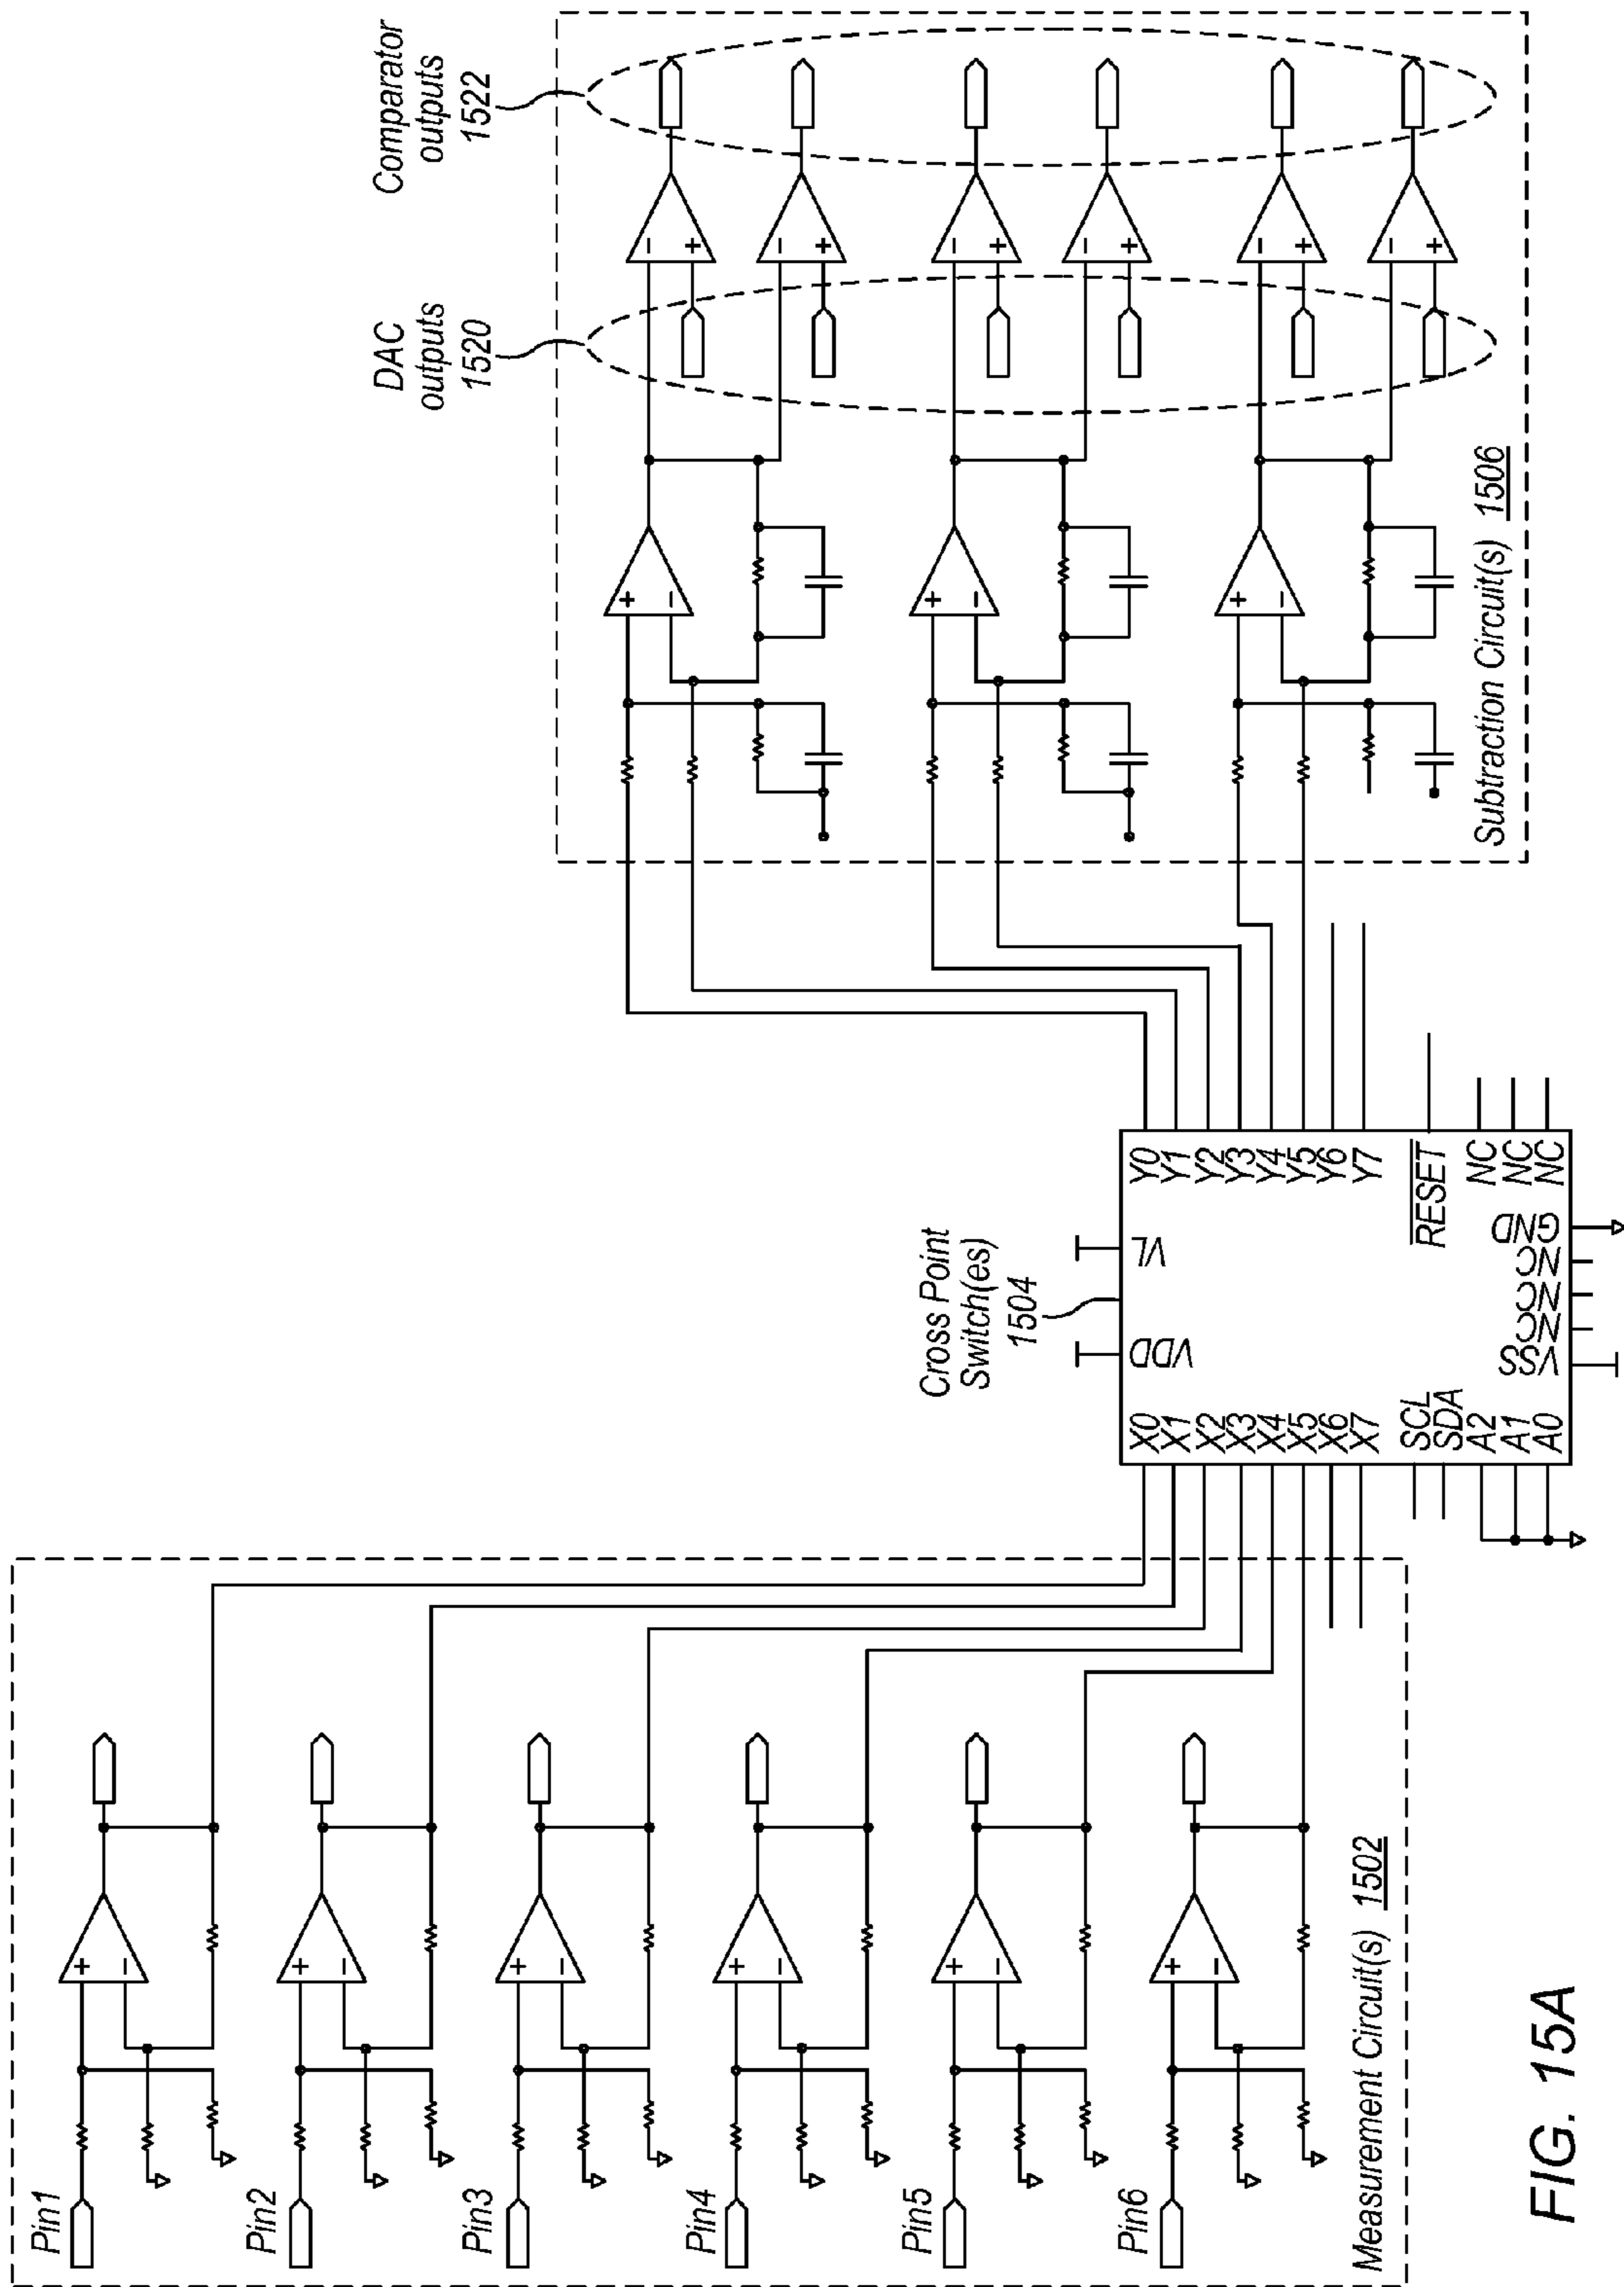 Pin1
Pin2
Pin3
Pin4
Pin5
Pin6
+
−
+
−
+
−
+
−
+
−
+
−
Measurement Circuit(s) 1502
Cross Point
Switch(es)
1504
VDD
VL
X0
X1
X2
X3
X4
X5
X6
X7
SCL
SDA
A2
A1
A0
VSS
NC
NC
NC
GND
Y0
Y1
Y2
Y3
Y4
Y5
Y6
Y7
RESET
NC
NC
NC
DAC
outputs
1520
Comparator
outputs
1522
+
−
+
−
+
−
−
+
−
+
−
+
−
+
−
+
−
+
Subtraction Circuit(s) 1506
FIG. 15A